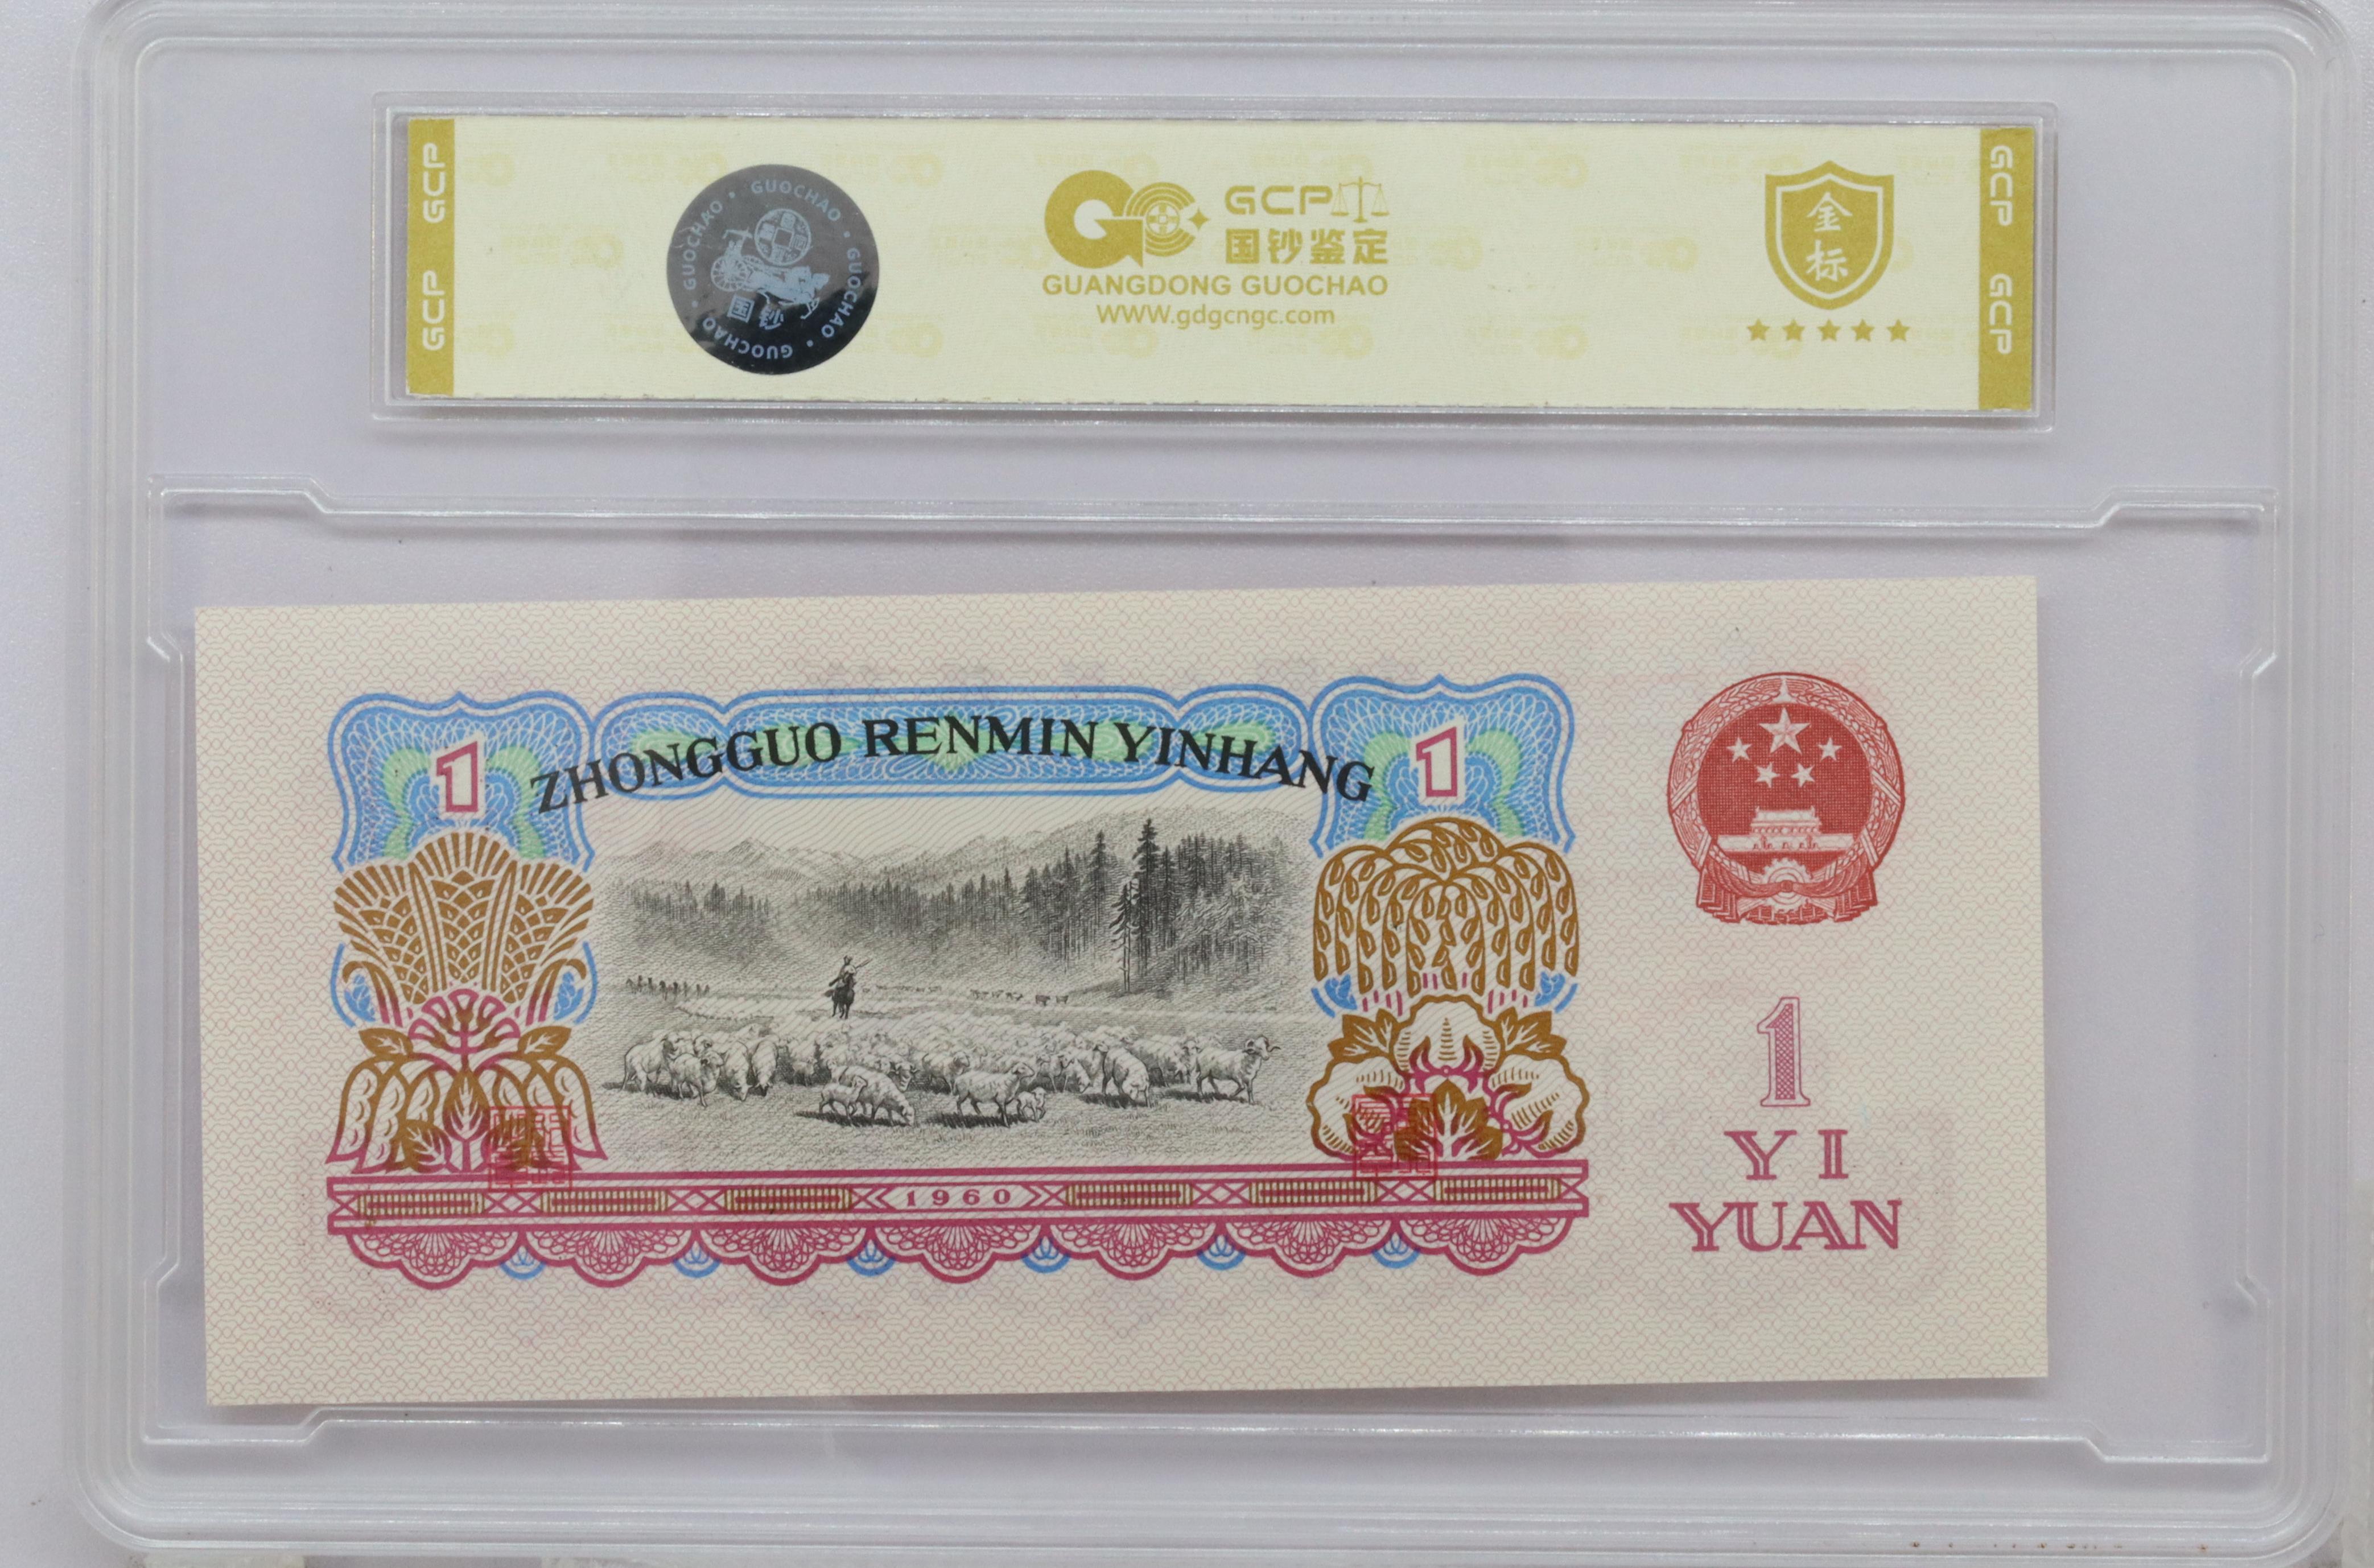 GCP GCP
GUOCHAO • GUOCHAO • GUOCHAO • GUOCHAO •
国钞
GCP
国钞鉴定
GUANGDONG GUOCHAO
www.gdgcngc.com
金标
GCP GCP
ZHONGGUO RENMIN YINHANG
1
1
1960
1
YI
YUAN